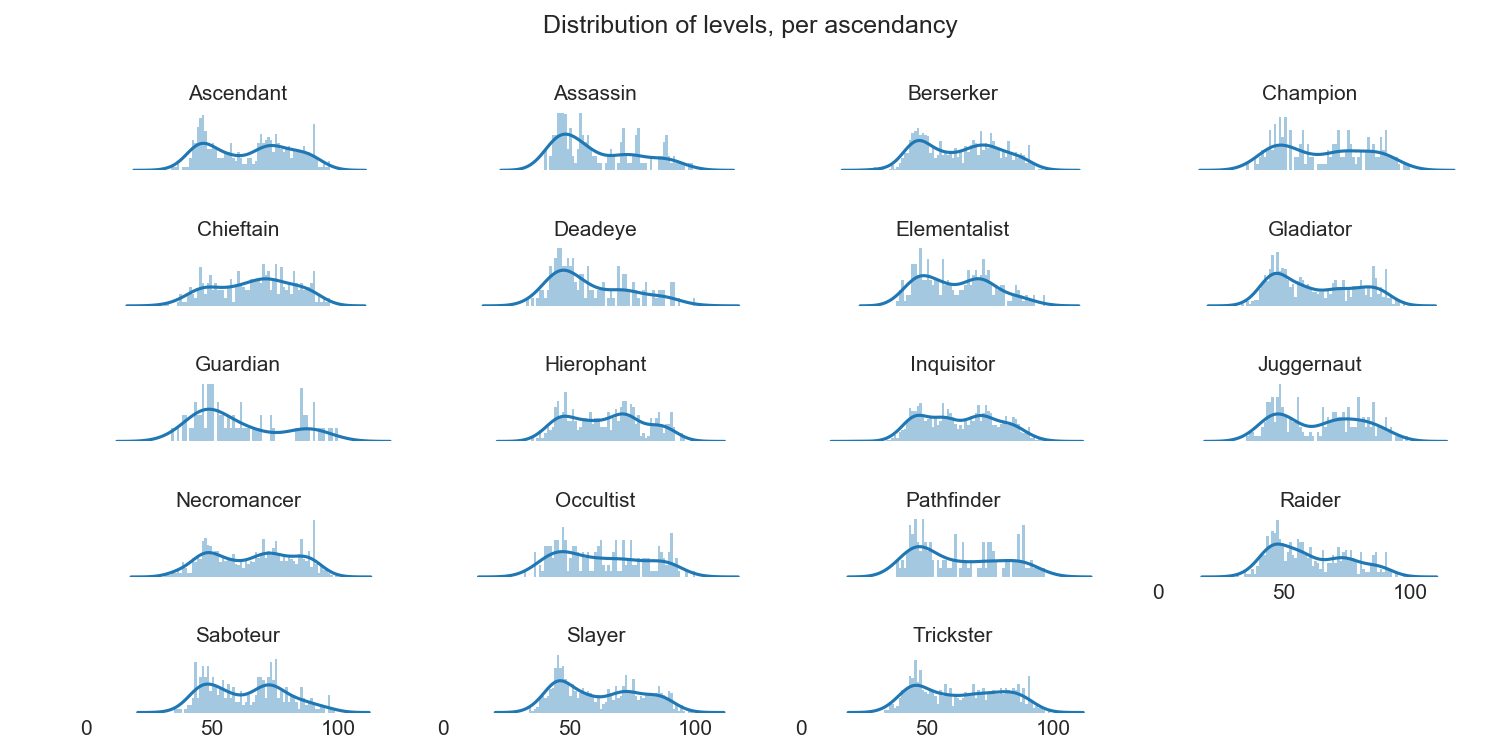 Distribution of levels, per ascendancy
Ascendant Assassin Berserker Champion
Chieftain Deadeye Elementalist Gladiator
Guardian Hierophant Inquisitor Juggernaut
Necromancer Occultist Pathfinder Raider
0 50 100
Saboteur Slayer Trickster
0 50 100 0 50 100 0 50 100